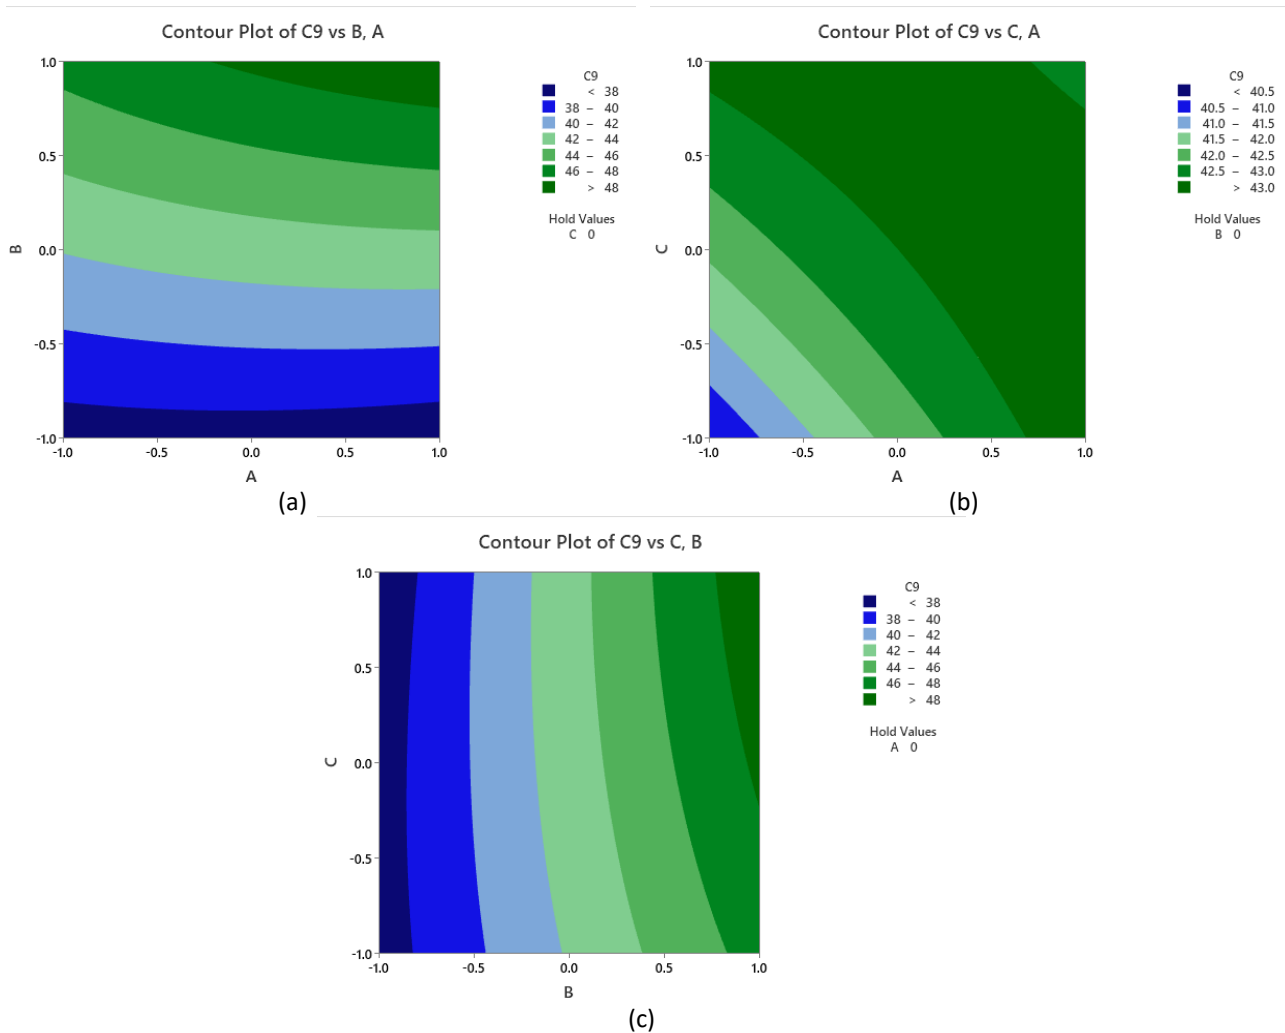 Contour Plot of C9 vs B, A
C9
< 38
38 – 40
40 – 42
42 – 44
44 – 46
46 – 48
> 48
Hold Values
C 0
1.0
0.5
0.0
-0.5
-1.0
B
-1.0 -0.5 0.0 0.5 1.0
A
(a)
Contour Plot of C9 vs C, A
C9
< 40.5
40.5 – 41.0
41.0 – 41.5
41.5 – 42.0
42.0 – 42.5
42.5 – 43.0
> 43.0
Hold Values
B 0
1.0
0.5
0.0
-0.5
-1.0
C
-1.0 -0.5 0.0 0.5 1.0
A
(b)
Contour Plot of C9 vs C, B
C9
< 38
38 – 40
40 – 42
42 – 44
44 – 46
46 – 48
> 48
Hold Values
A 0
1.0
0.5
0.0
-0.5
-1.0
C
-1.0 -0.5 0.0 0.5 1.0
B
(c)